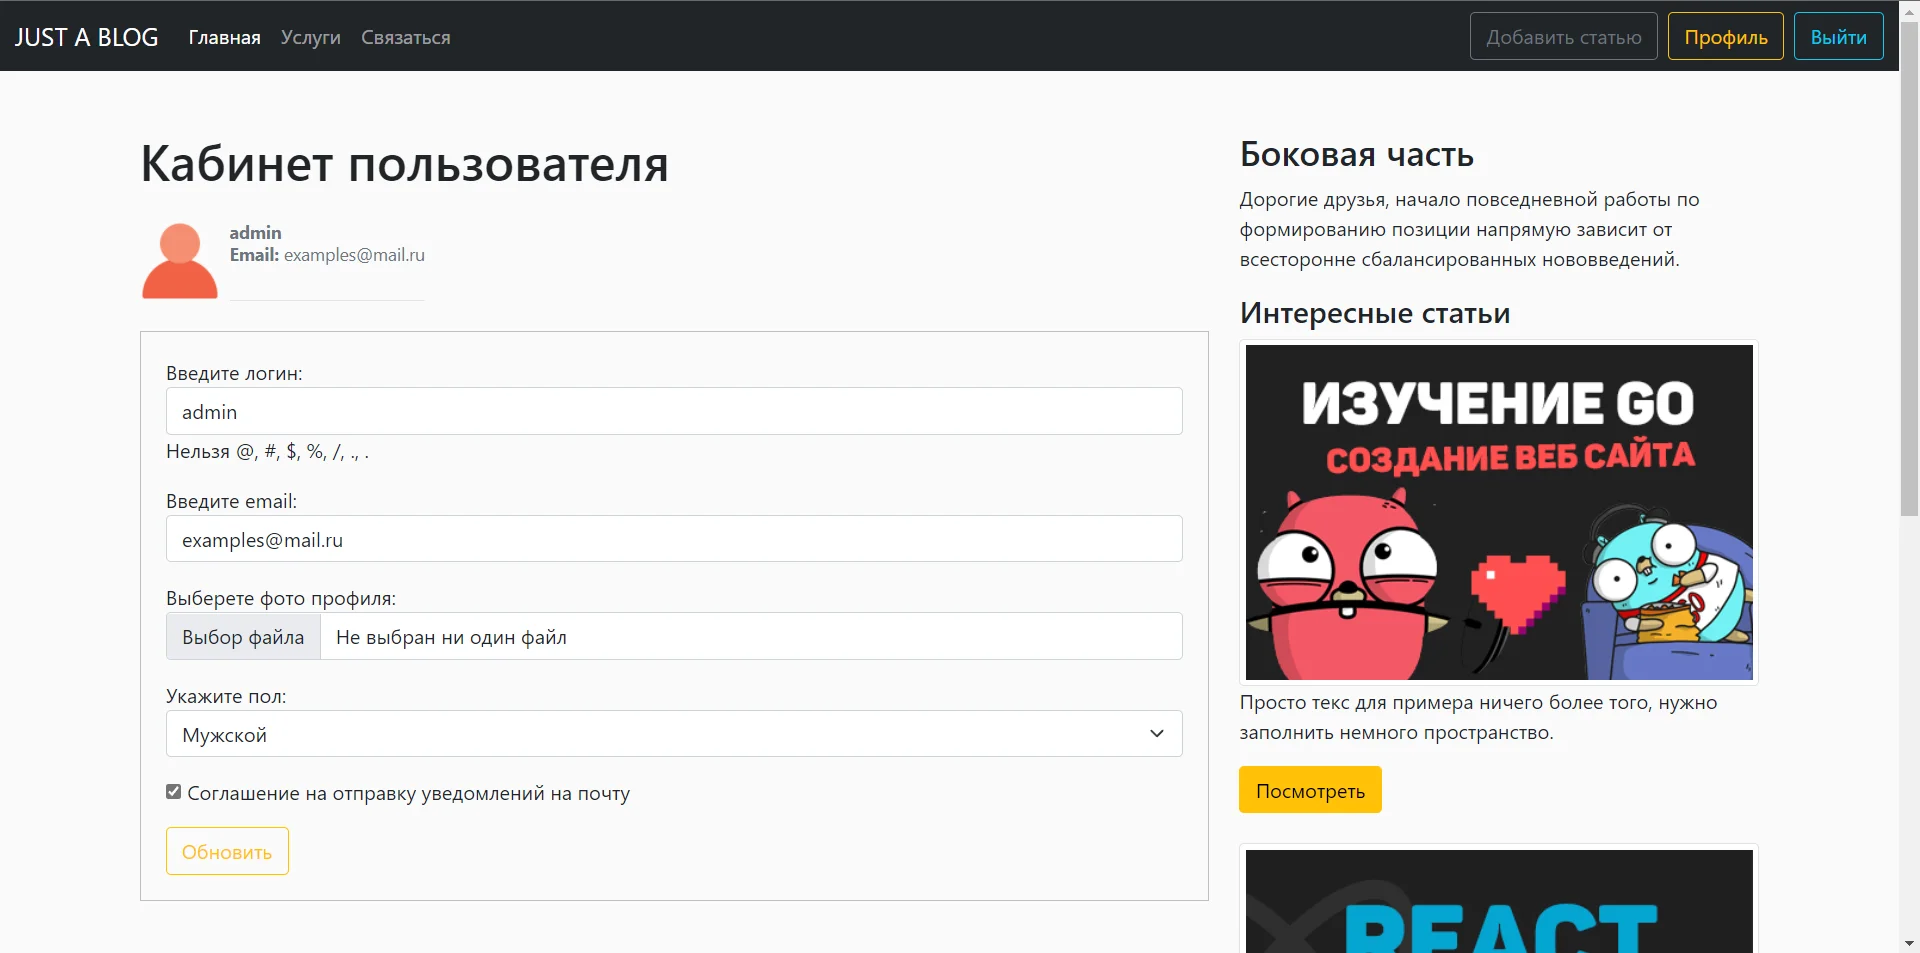 JUST A BLOG Главная Услуги Связаться Добавить статью Профиль Выйти
Кабинет пользователя
admin
Email: examples@mail.ru
Введите логин:
admin
Нельзя @, #, $, %, /, ., .
Введите email:
examples@mail.ru
Выберете фото профиля:
Выбор файла Не выбран ни один файл
Укажите пол:
Мужской
Соглашение на отправку уведомлений на почту
Обновить
Боковая часть
Дорогие друзья, начало повседневной работы по
формированию позиции напрямую зависит от
всесторонне сбалансированных нововведений.
Интересные статьи
ИЗУЧЕНИЕ GO
СОЗДАНИЕ ВЕБ САЙТА
Просто текс для примера ничего более того, нужно
заполнить немного пространство.
Посмотреть
REACT